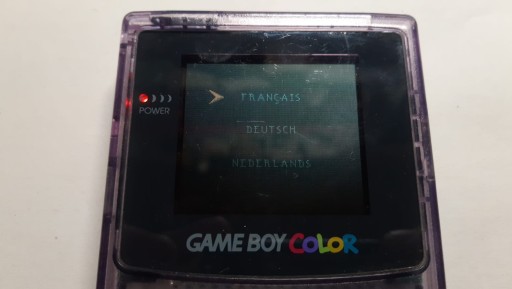 FRANÇAIS
POWER
DEUTSCH
NEDERLANDS
GAME BOY COLOR